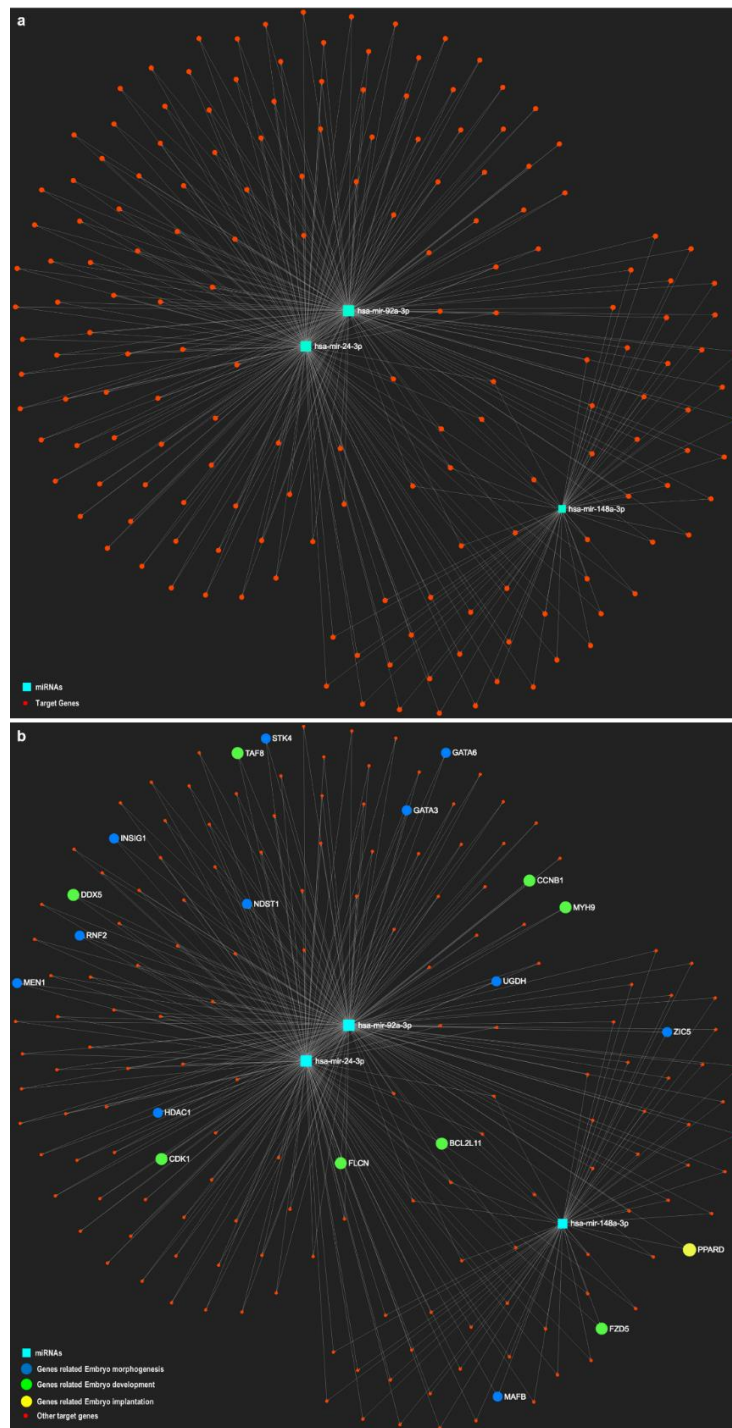 a
hsa-mir-92a-3p
hsa-mir-24-3p
hsa-mir-148a-3p
miRNAs
Target Genes
b
STK4
TAF8
GATA6
GATA3
INSIG1
CCNB1
DDX5
NDST1
MYH9
RNF2
UGDH
MEN1
hsa-mir-92a-3p
ZIC5
hsa-mir-24-3p
HDAC1
BCL2L11
CDK1
FLCN
hsa-mir-148a-3p
PPARD
FZD5
miRNAs
Genes related Embryo morphogenesis
Genes related Embryo development
MAFB
Genes related Embryo implantation
Other target genes